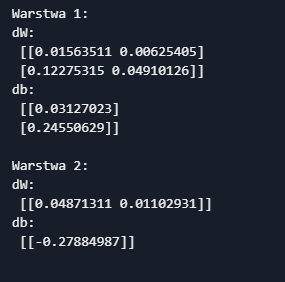 Warstwa 1:
dW:
[[0.01563511 0.00625405]
[0.12275315 0.04910126]]
db:
[[0.03127023]
[0.24550629]]
Warstwa 2:
dW:
[[0.04871311 0.01102931]]
db:
[[-0.27884987]]